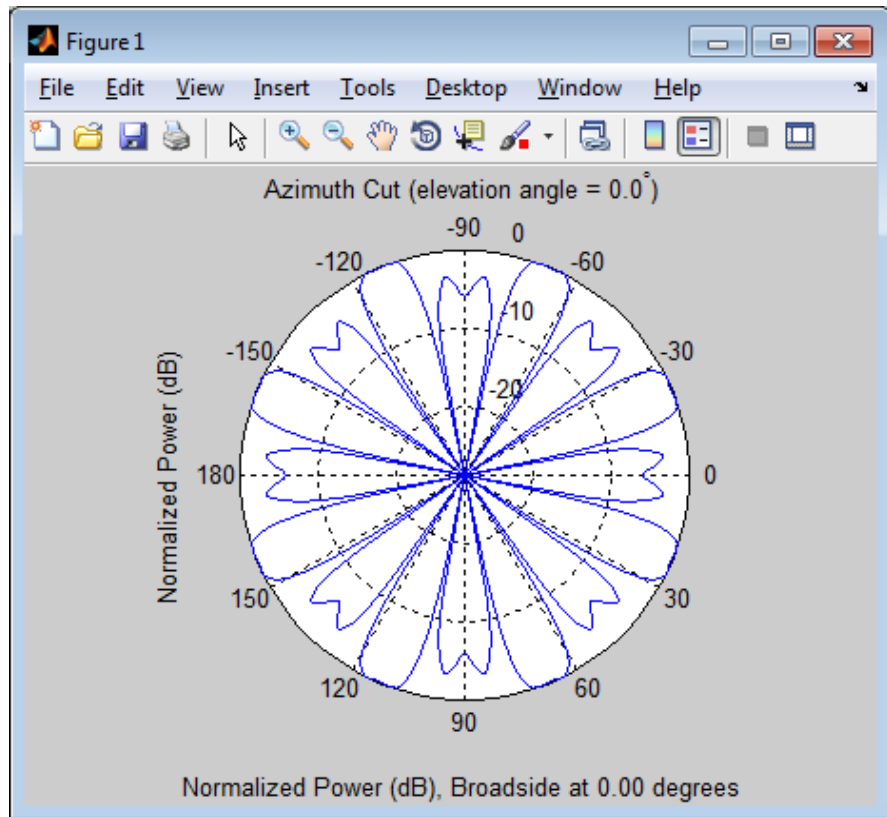 Figure 1
File Edit View Insert Tools Desktop Window Help
Azimuth Cut (elevation angle = 0.0°)
-90 0
-120 -60
-10
-150 -30
-20
Normalized Power (dB)
180 0
150 30
120 60
90
Normalized Power (dB), Broadside at 0.00 degrees